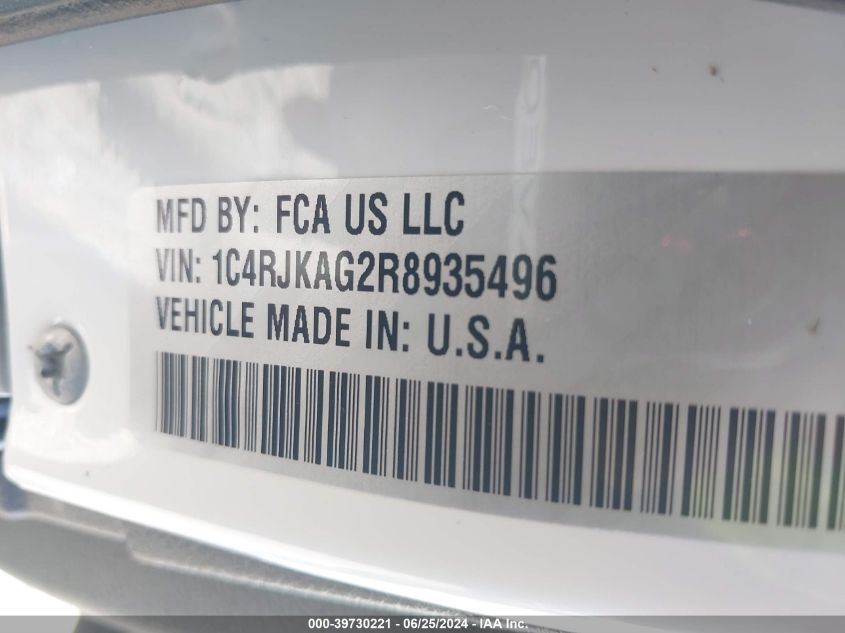 MFD BY: FCA US LLC
VIN: 1C4RJKAG2R8935496
VEHICLE MADE IN: U.S.A.
000-39730221 - 06/25/2024 - IAA Inc.